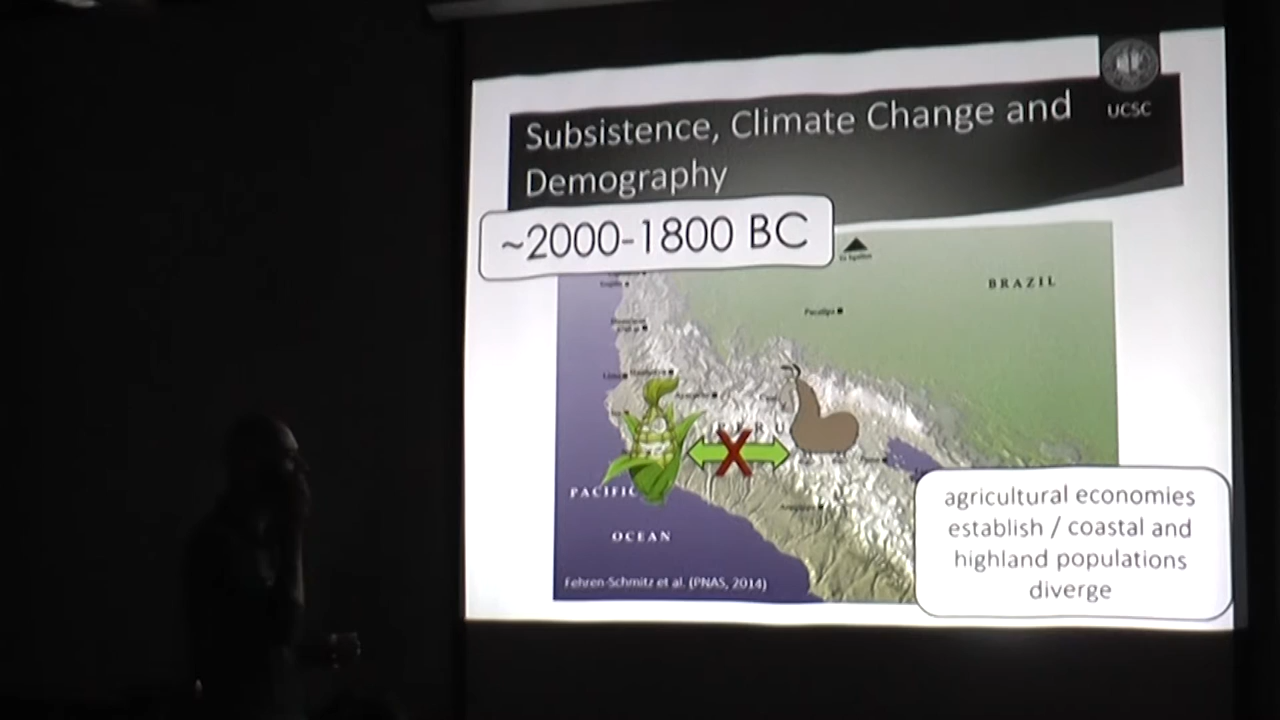 UCSC
Subsistence, Climate Change and
Demography
~2000-1800 BC
BRAZIL
Pucallpa
PERU
PACIFIC
OCEAN
Fehren-Schmitz et al. (PNAS, 2014)
agricultural economies
establish / coastal and
highland populations
diverge